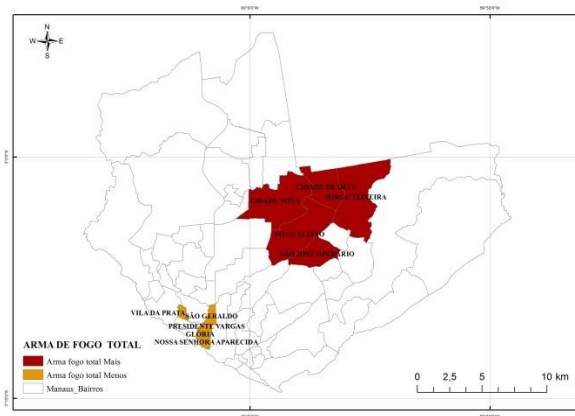 N
W E
S
CIDADE DE DEUS
JORGE TEIXEIRA
CIDADE NOVA
NOVO ALEIXO
SÃO JOSE OPERÁRIO
VILA DA PRATA
SÃO GERALDO
PRESIDENTE VARGAS
GLÓRIA
NOSSA SENHORA APARECIDA
ARMA DE FOGO TOTAL
Arma fogo total Mais
Arma fogo total Menos
Manaus_Bairros
0 2,5 5 10 km